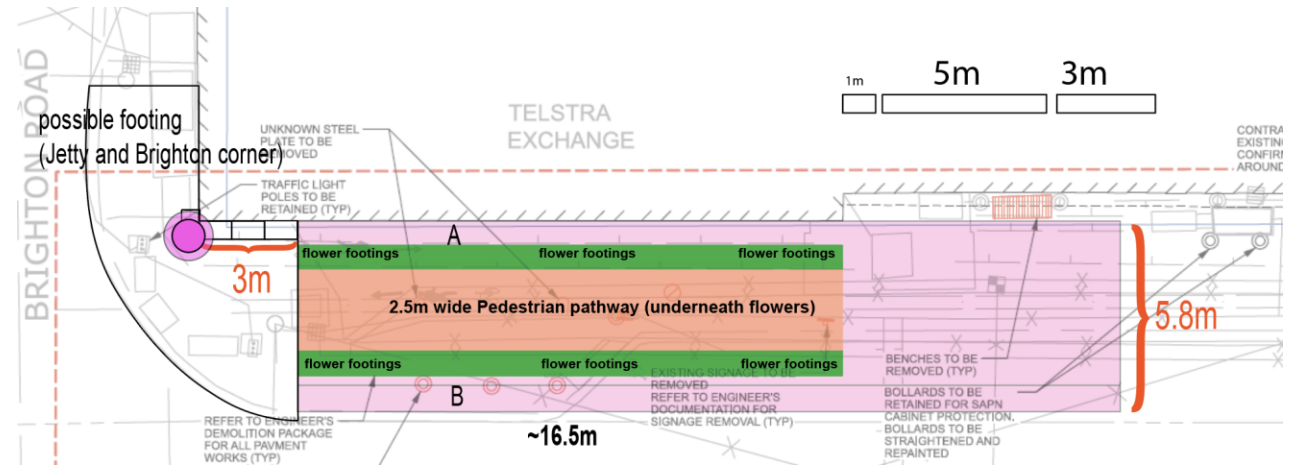 BRIGHTON ROAD
possible footing
(Jetty and Brighton corner)
UNKNOWN STEEL
PLATE TO BE
REMOVED
TRAFFIC LIGHT
POLES TO BE
RETAINED (TYP)
TELSTRA
EXCHANGE
1m
5m
3m
CONTRA
EXISTING
CONFIRM
AROUND
3m
A
flower footings
flower footings
flower footings
2.5m wide Pedestrian pathway (underneath flowers)
flower footings
flower footings
flower footings
B
~16.5m
5.8m
REFER TO ENGINEER'S
DEMOLITION PACKAGE
FOR ALL PAVMENT
WORKS (TYP)
EXISTING SIGNAGE TO BE
REMOVED
REFER TO ENGINEER'S
DOCUMENTATION FOR
SIGNAGE REMOVAL (TYP)
BENCHES TO BE
REMOVED (TYP)
BOLLARDS TO BE
RETAINED FOR SAPN
CABINET PROTECTION,
BOLLARDS TO BE
STRAIGHTENED AND
REPAINTED